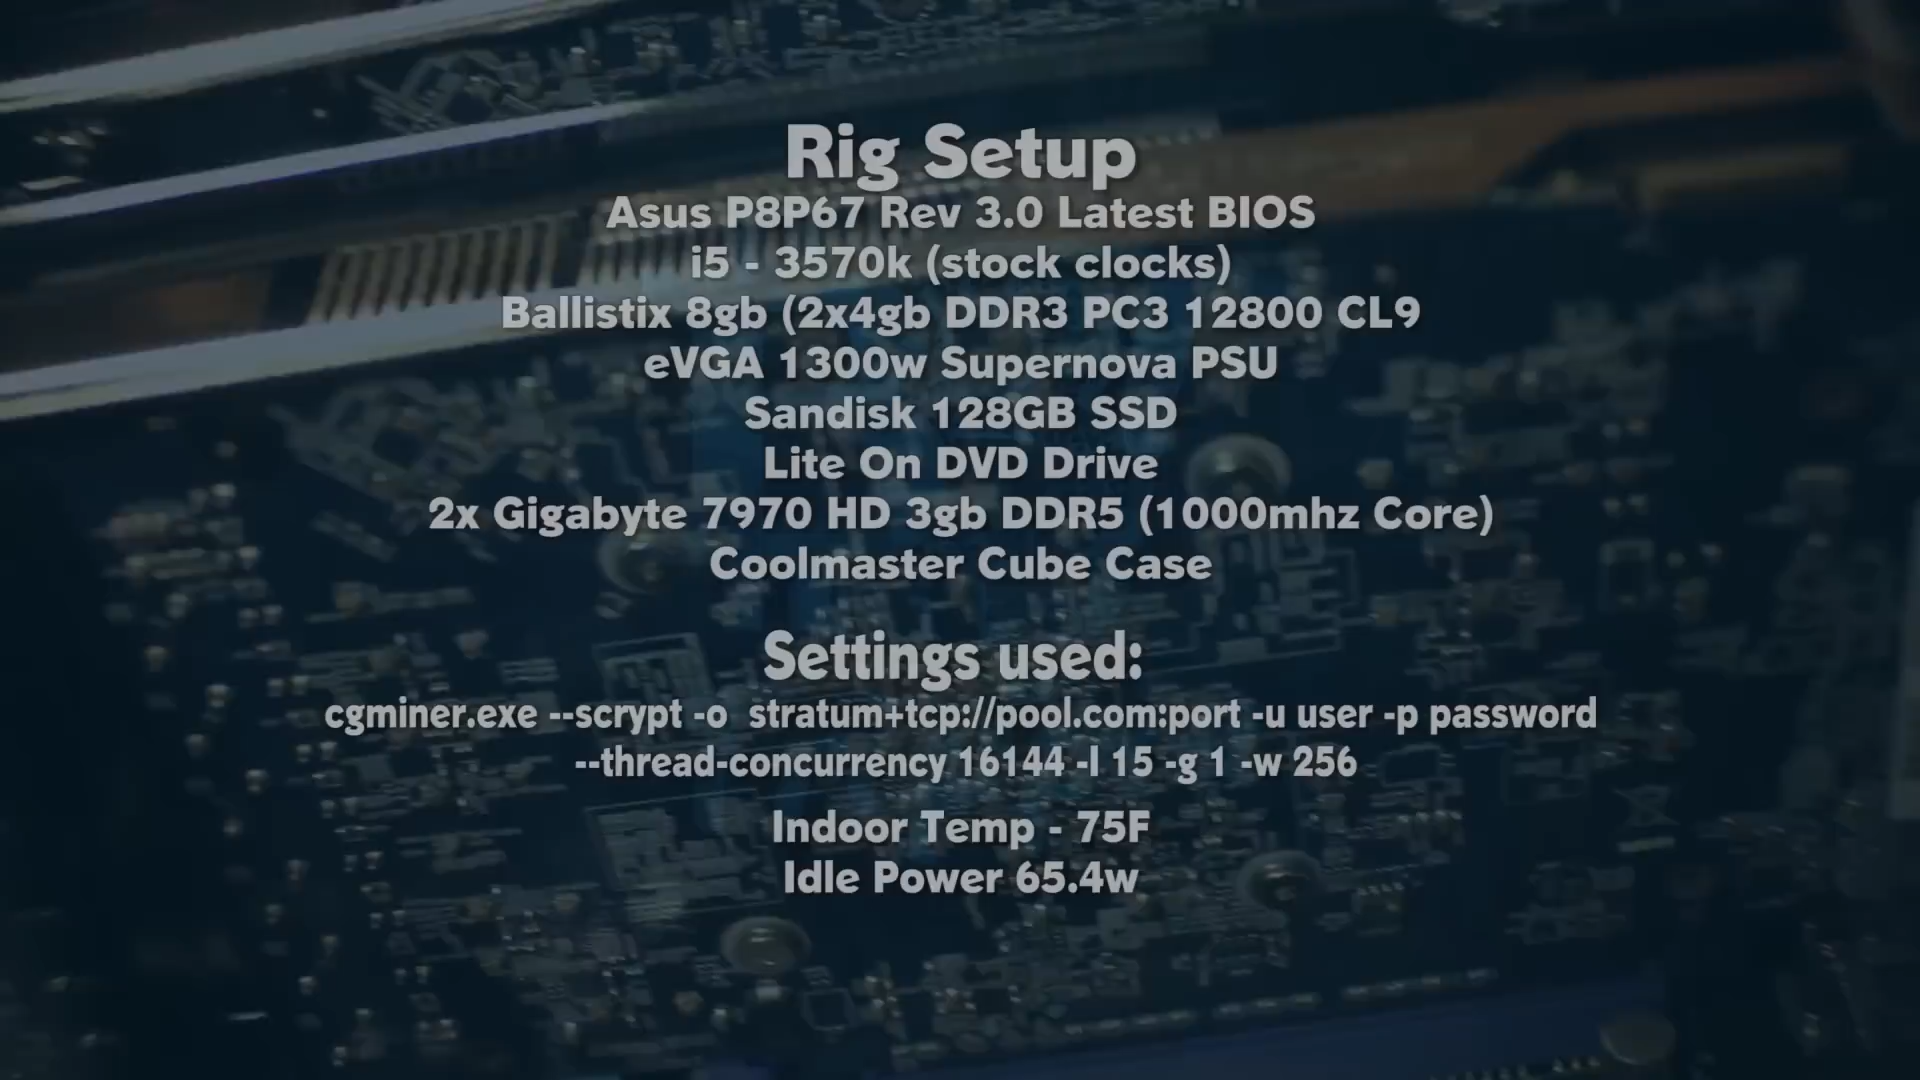 Rig Setup
Asus P8P67 Rev 3.0 Latest BIOS
i5 - 3570k (stock clocks)
Ballistix 8gb (2x4gb DDR3 PC3 12800 CL9
eVGA 1300w Supernova PSU
Sandisk 128GB SSD
Lite On DVD Drive
2x Gigabyte 7970 HD 3gb DDR5 (1000mhz Core)
Coolmaster Cube Case
Settings used:
cgminer.exe --scrypt -o  stratum+tcp://pool.com:port -u user -p password
--thread-concurrency 16144 -l 15 -g 1 -w 256
Indoor Temp - 75F
Idle Power 65.4w